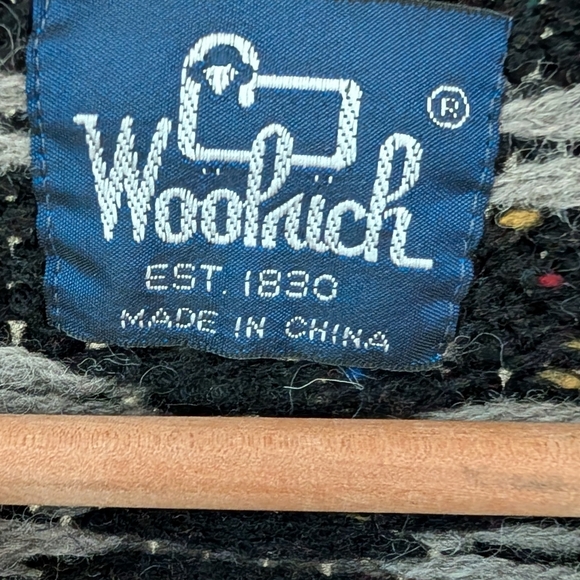 ®
Woolrich
EST. 1830
MADE IN CHINA